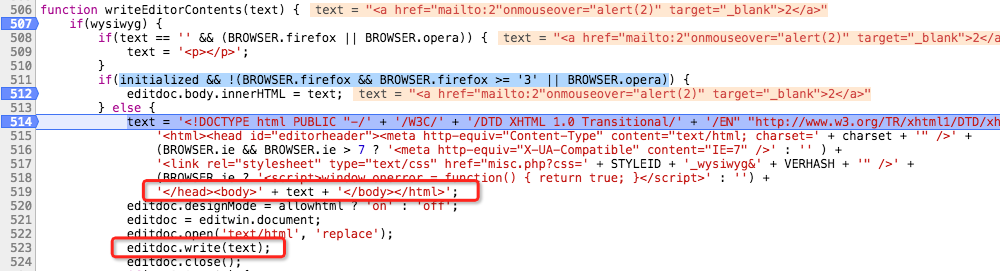 506 function writeEditorContents(text) { text = "<a href="mailto:2"onmouseover="alert(2)" target="_blank">2</a>"
507 if(wysiwyg) {
508 if(text == '' && (BROWSER.firefox || BROWSER.opera)) { text = "<a href="mailto:2"onmouseover="alert(2)" target="_blank">2</a
509 text = '<p></p>';
510 }
511 if(initialized && !(BROWSER.firefox && BROWSER.firefox >= '3' || BROWSER.opera)) {
512 editdoc.body.innerHTML = text; text = "<a href="mailto:2"onmouseover="alert(2)" target="_blank">2</a>"
513 } else {
514 text = '<!DOCTYPE html PUBLIC "-/' + '/W3C/' + '/DTD XHTML 1.0 Transitional/' + '/EN" "http://www.w3.org/TR/xhtml1/DTD/xh
515 '<html><head id="editorheader"><meta http-equiv="Content-Type" content="text/html; charset=' + charset + '" />' +
516 (BROWSER.ie && BROWSER.ie > 7 ? '<meta http-equiv="X-UA-Compatible" content="IE=7" />' : '' ) +
517 '<link rel="stylesheet" type="text/css" href="misc.php?css=' + STYLEID + '_wysiwyg&' + VERHASH + '" />' +
518 (BROWSER.ie ? '<script>window.onerror = function() { return true; }</script>' : '') +
519 '</head><body>' + text + '</body></html>';
520 editdoc.designMode = allowhtml ? 'on' : 'off';
521 editdoc = editwin.document;
522 editdoc.open('text/html', 'replace');
523 editdoc.write(text);
524 editdoc.close();